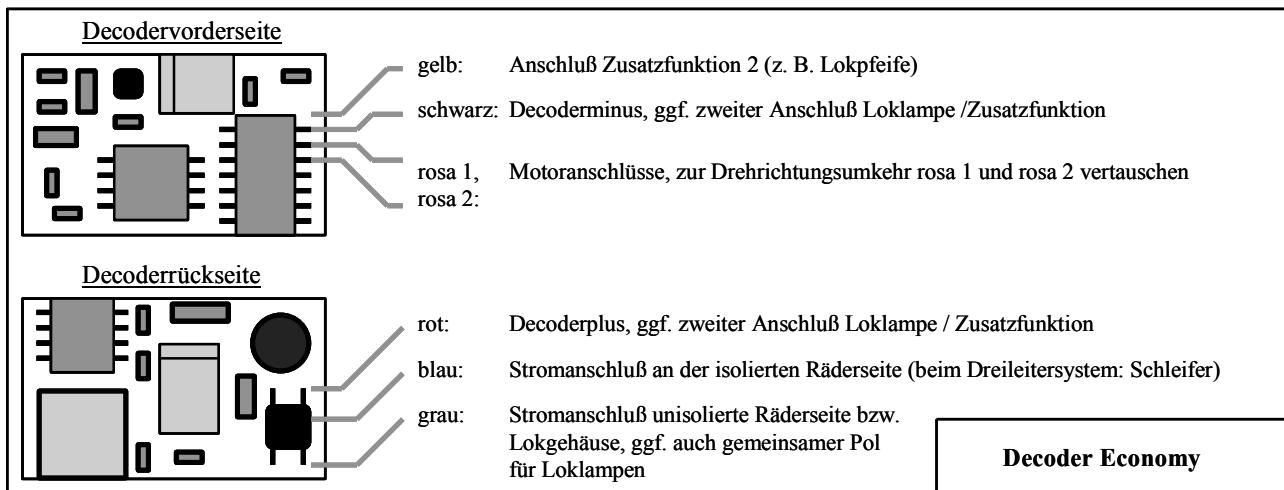 Decodervorderseite
gelb: Anschluß Zusatzfunktion 2 (z. B. Lokpfeife)
schwarz: Decoderminus, ggf. zweiter Anschluß Loklampe /Zusatzfunktion
rosa 1, Motoranschlüsse, zur Drehrichtungsumkehr rosa 1 und rosa 2 vertauschen
rosa 2:
Decoderrückseite
rot: Decoderplus, ggf. zweiter Anschluß Loklampe / Zusatzfunktion
blau: Stromanschluß an der isolierten Räderseite (beim Dreileitersystem: Schleifer)
grau: Stromanschluß unisolierte Räderseite bzw.
Lokgehäuse, ggf. auch gemeinsamer Pol
für Loklampen
Decoder Economy